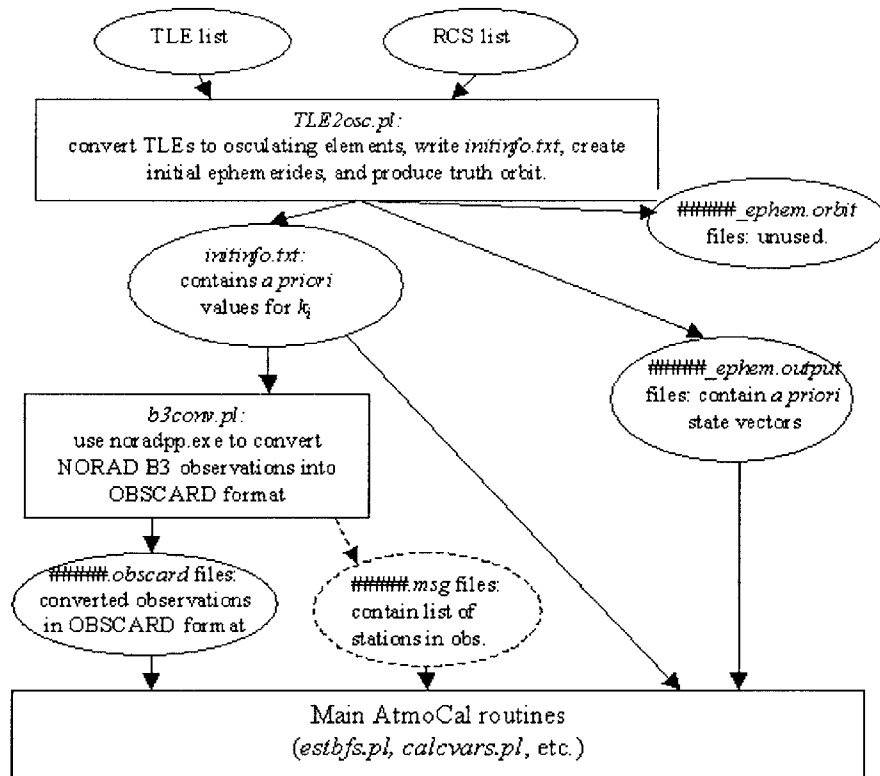 TLE list
RCS list
TLE2osc.pl:
convert TLEs to osculating elements, write initinfo.txt, create
initial ephemerides, and produce truth orbit.
#####_ephem.orbit
files: unused.
initinfo.txt:
contains a priori
values for ki
#####_ephem.output
files: contain a priori
state vectors
b3conv.pl:
use noradpp.exe to convert
NORAD B3 observations into
OBSCARD format
#####.obscard files:
converted observations
in OBSCARD format
#####.msg files:
contain list of
stations in obs.
Main AtmoCal routines
(estbfs.pl, calcvars.pl, etc.)